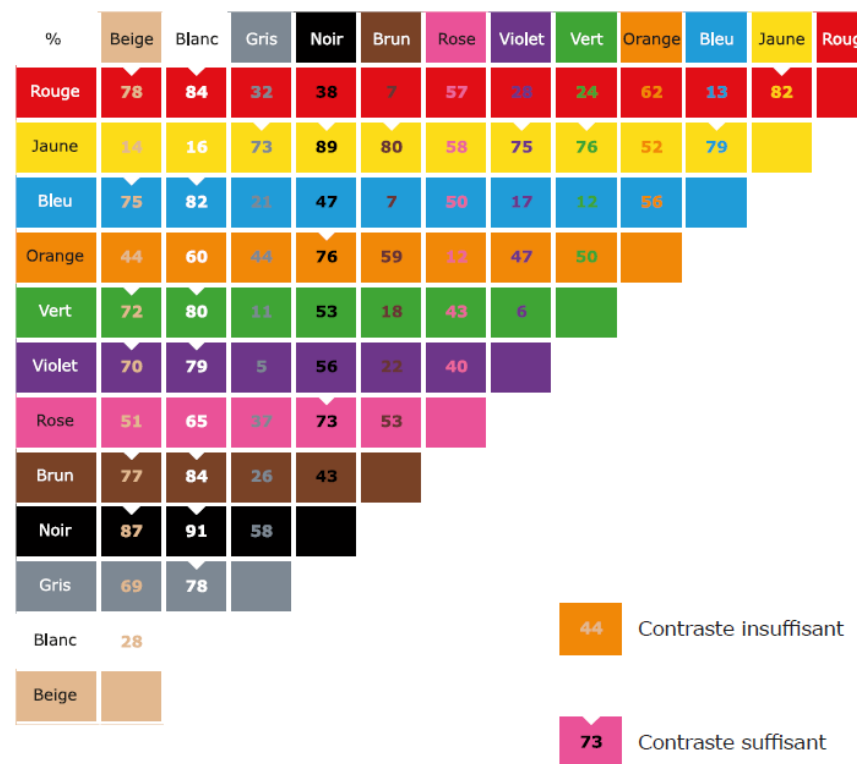 % Beige Blanc Gris Noir Brun Rose Violet Vert Orange Bleu Jaune Roug
Rouge 78 84 32 38 7 57 28 24 62 13 82
Jaune 14 16 73 89 80 58 75 76 52 79
Bleu 75 82 21 47 7 50 17 12 56
Orange 44 60 44 76 59 12 47 50
Vert 72 80 11 53 18 43 6
Violet 70 79 5 56 22 40
Rose 51 65 37 73 53
Brun 77 84 26 43
Noir 87 91 58
Gris 69 78
Blanc 28
Beige
44 Contraste insuffisant
73 Contraste suffisant